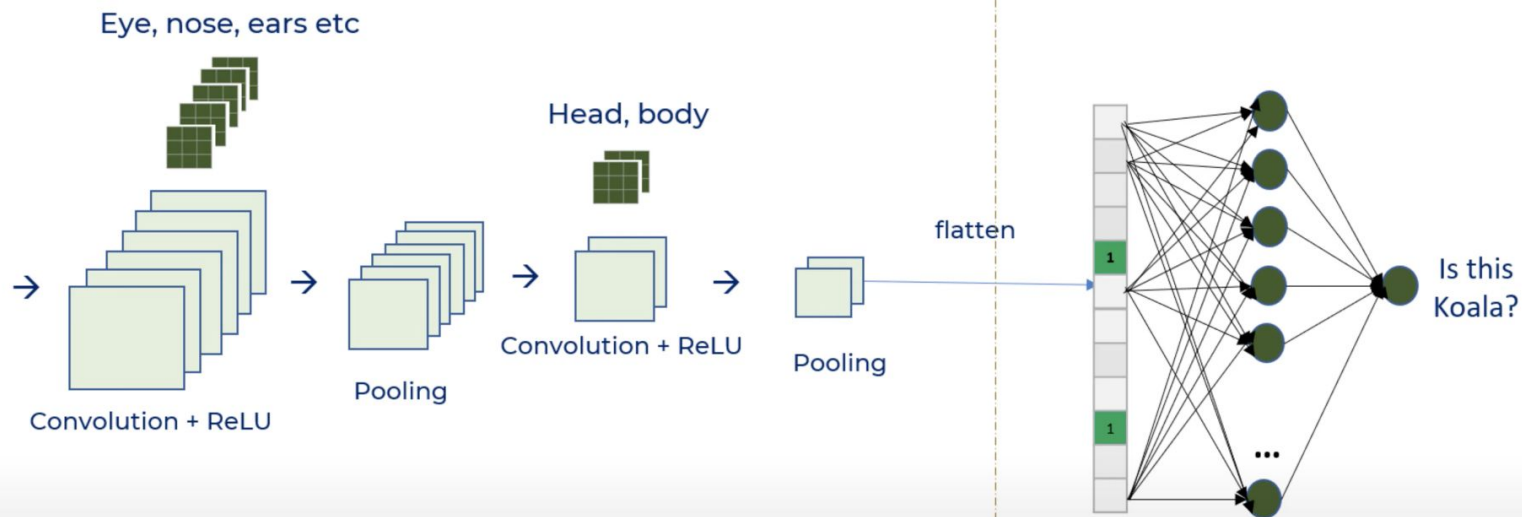 Eye, nose, ears etc
Head, body
flatten
1
Is this
Koala?
Convolution + ReLU
Pooling
Convolution + ReLU
Pooling
1
...